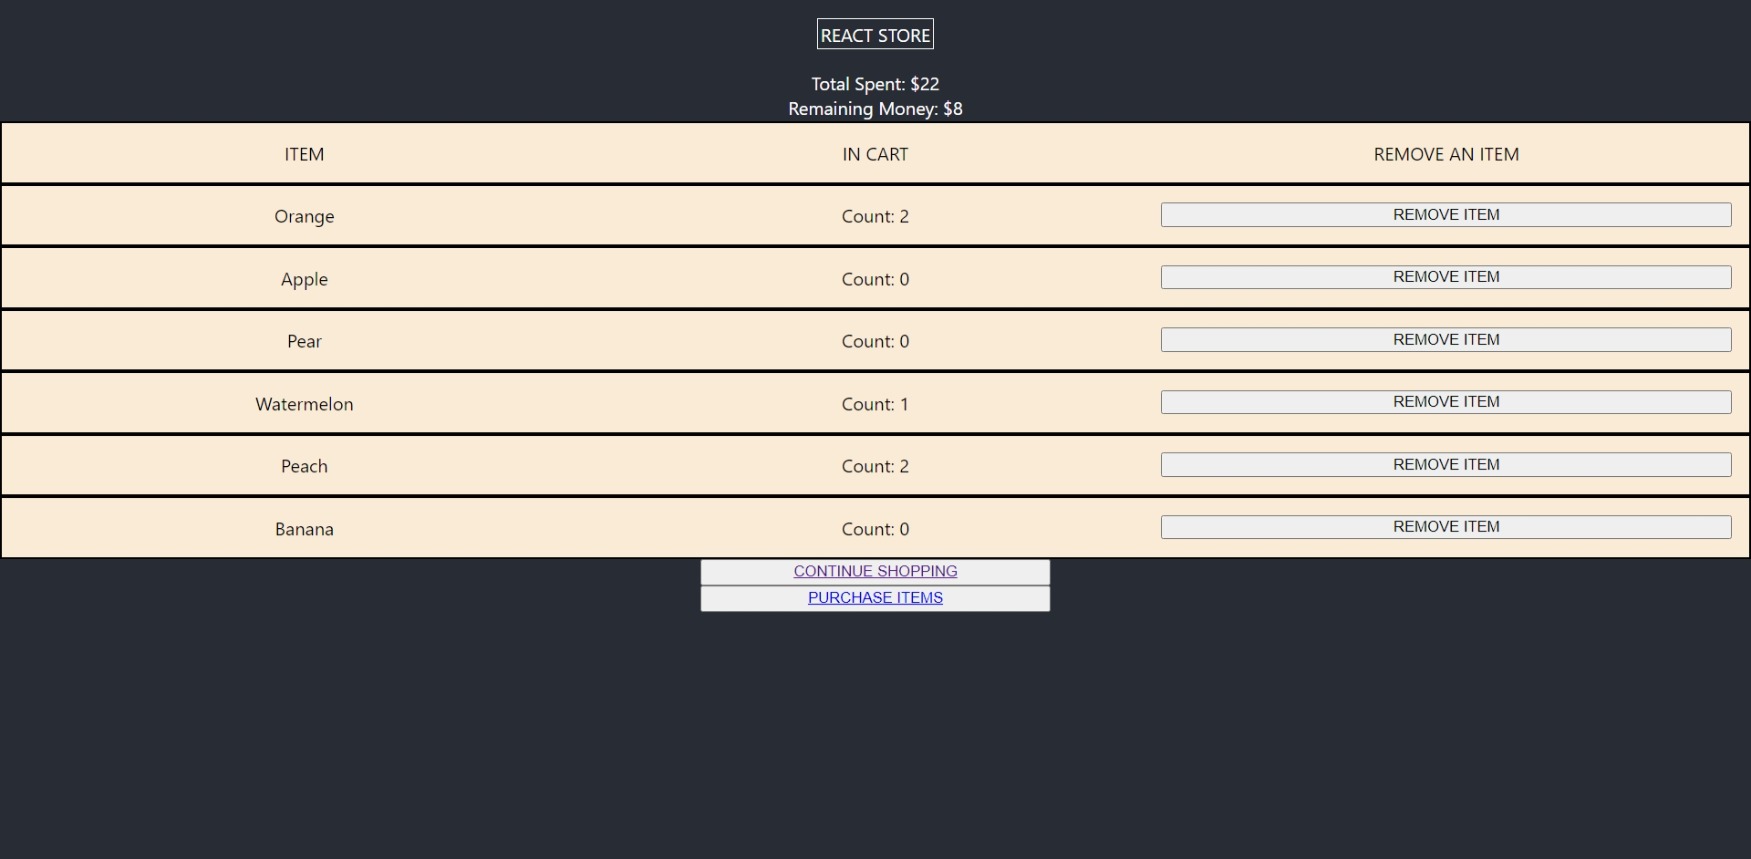 REACT STORE
Total Spent: $22
Remaining Money: $8
ITEM IN CART REMOVE AN ITEM
Orange Count: 2 REMOVE ITEM
Apple Count: 0 REMOVE ITEM
Pear Count: 0 REMOVE ITEM
Watermelon Count: 1 REMOVE ITEM
Peach Count: 2 REMOVE ITEM
Banana Count: 0 REMOVE ITEM
CONTINUE SHOPPING
PURCHASE ITEMS